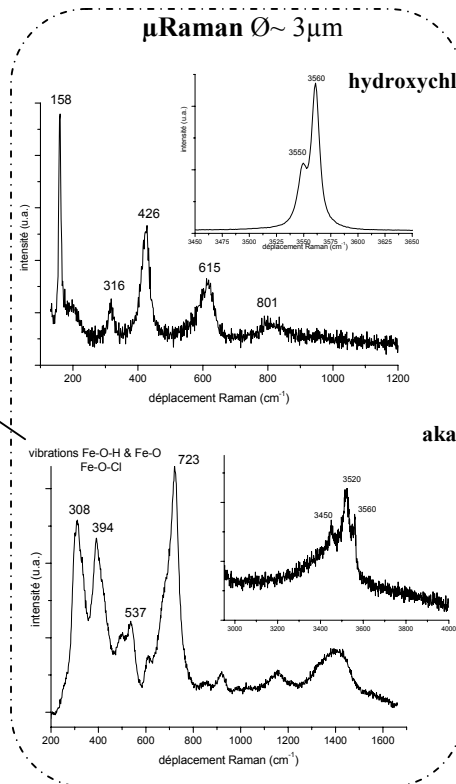 µRaman Ø~ 3µm
hydroxychl
158
316
426
615
801
intensité (u.a.)
200 400 600 800 1000 1200
déplacement Raman (cm-1)
3560
3550
intensité (u.a.)
3450 3475 3500 3525 3550 3575 3600 3625 3650
déplacement Raman (cm-1)
aka
vibrations Fe-O-H & Fe-O
Fe-O-Cl
308
394
537
723
intensité (u.a.)
200 400 600 800 1000 1200 1400 1600
déplacement Raman (cm-1)
3520
3450
3560
intensité (u.a.)
3000 3200 3400 3600 3800 4000